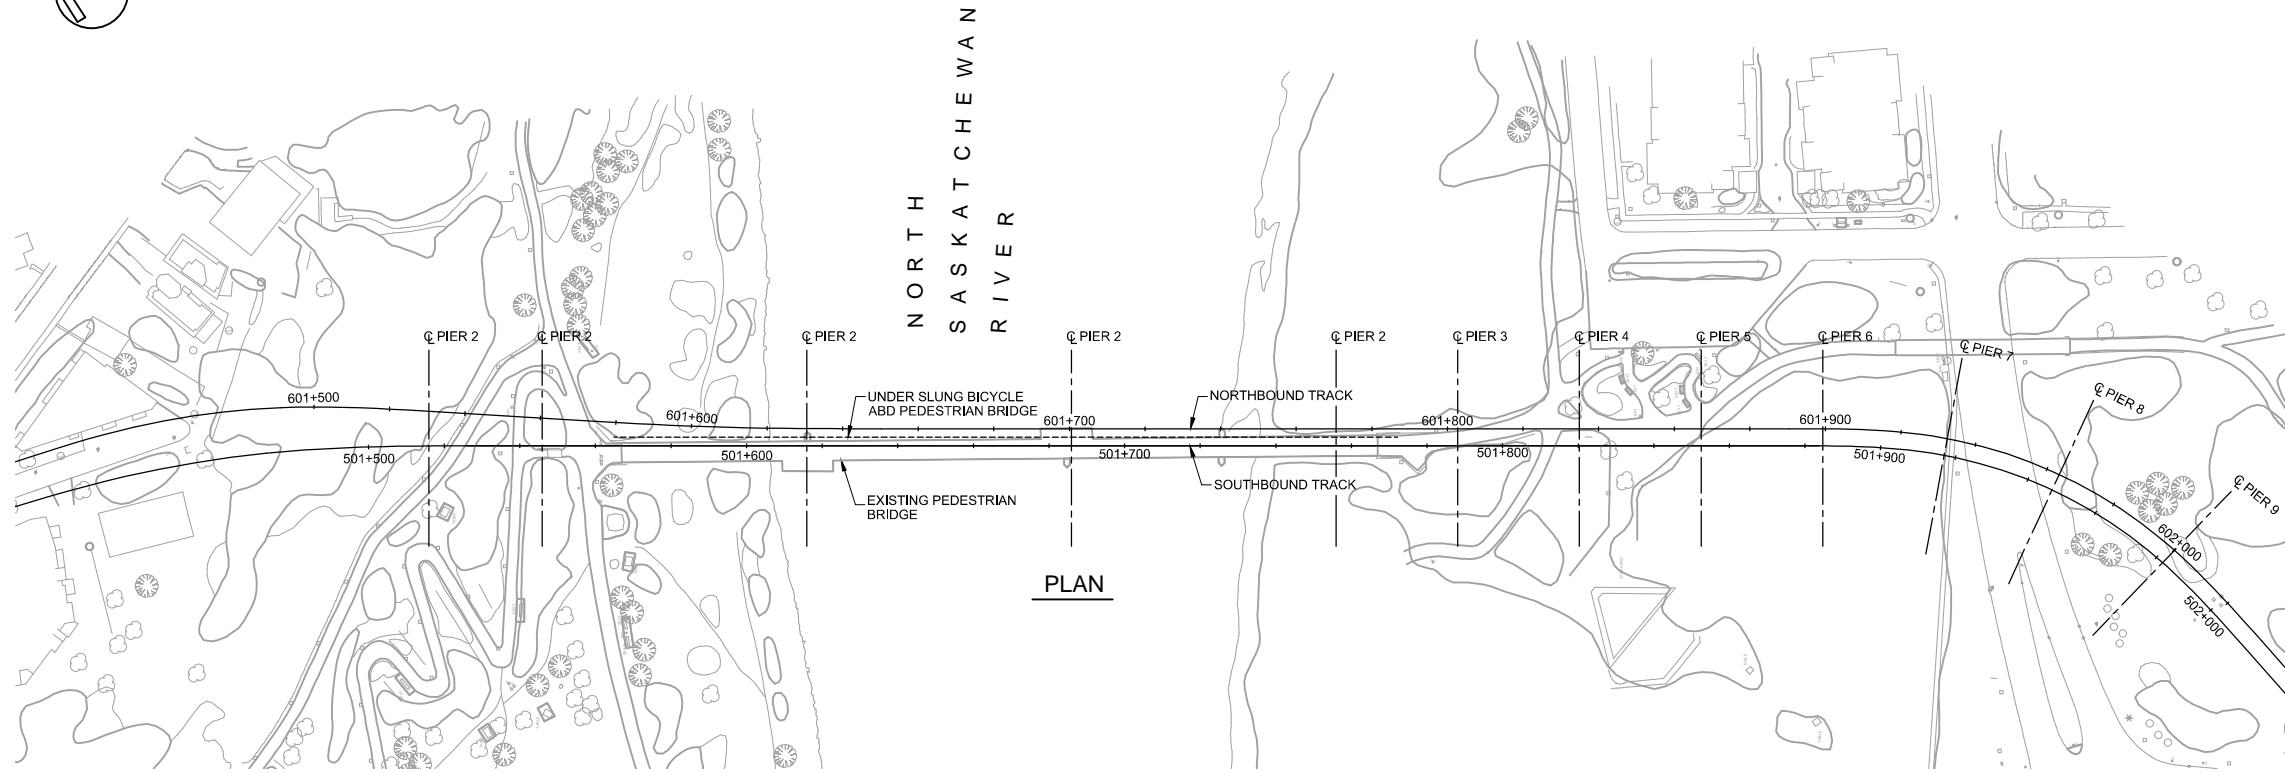 NORTH
SASKATCHEWAN
RIVER
℄ PIER 2
℄ PIER 2
℄ PIER 2
℄ PIER 2
℄ PIER 2
℄ PIER 3
℄ PIER 4
℄ PIER 5
℄ PIER 6
℄ PIER 7
℄ PIER 8
℄ PIER 9
UNDER SLUNG BICYCLE
ABD PEDESTRIAN BRIDGE
NORTHBOUND TRACK
601+500
601+600
601+700
601+800
601+900
602+000
501+500
501+600
501+700
501+800
501+900
502+000
SOUTHBOUND TRACK
EXISTING PEDESTRIAN
BRIDGE
PLAN